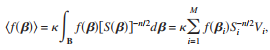 ⟨f(β)⟩ = κ∫_B f(β)[S(β)]^{-n/2}dβ = κ∑_{i=1}^{M} f(β_i)S_i^{-n/2}V_i.